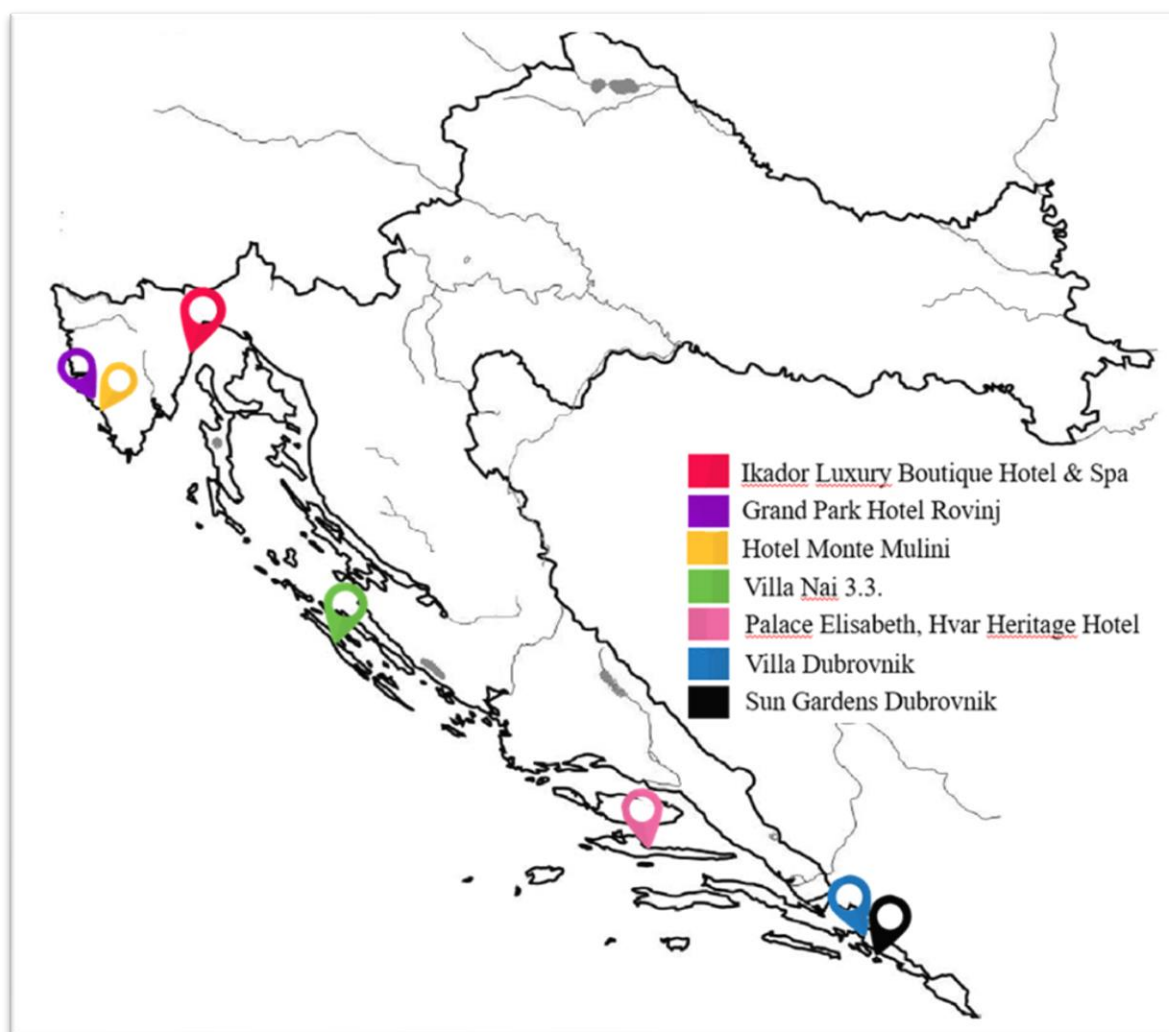 Ikador Luxury Boutique Hotel & Spa
Grand Park Hotel Rovinj
Hotel Monte Mulini
Villa Nai 3.3.
Palace Elisabeth, Hvar Heritage Hotel
Villa Dubrovnik
Sun Gardens Dubrovnik